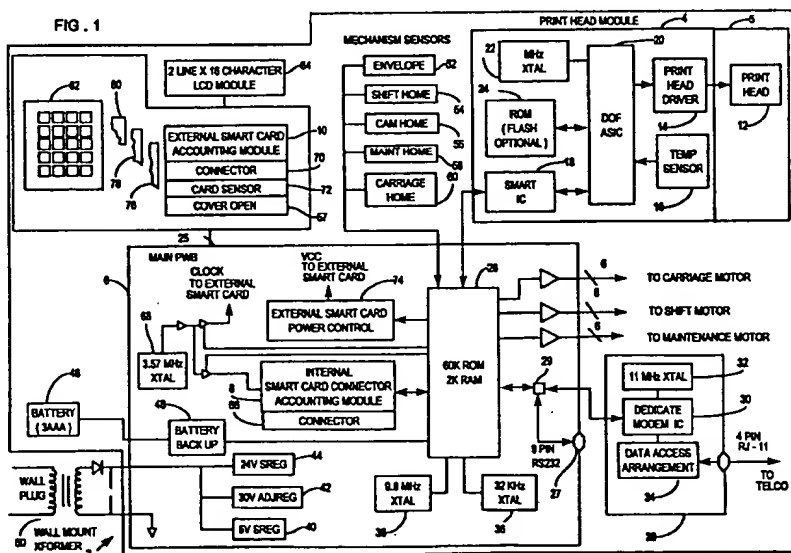 FIG. 1
PRINT HEAD MODULE
4
5
20
22
MHz
XTAL
24
ROM
( FLASH
OPTIONAL )
18
SMART
IC
DOF
ASIC
PRINT
HEAD
DRIVER
14
TEMP
SENSOR
16
PRINT
HEAD
12
MECHANISM SENSORS
ENVELOPE
52
SHIFT HOME
54
CAM HOME
MAINT HOME
58
CARRIAGE
HOME
60
2 LINE X 16 CHARACTER
LCD MODULE
64
62
80
78
76
EXTERNAL SMART CARD
ACCOUNTING MODULE
10
CONNECTOR
70
CARD SENSOR
72
COVER OPEN
57
25
MAIN PWB
6
CLOCK
TO EXTERNAL
SMART CARD
VCC
TO EXTERNAL
SMART CARD
74
EXTERNAL SMART CARD
POWER CONTROL
68
3.57 MHz
XTAL
INTERNAL
SMART CARD CONNECTOR
ACCOUNTING MODULE
8
66
CONNECTOR
60K ROM
2K RAM
6
TO CARRIAGE MOTOR
TO SHIFT MOTOR
6
TO MAINTENANCE MOTOR
29
9 PIN
RS232
27
11 MHz XTAL
32
DEDICATE
MODEM IC
30
DATA ACCESS
ARRANGEMENT
34
4 PIN
RJ - 11
TO
TELCO
48
BATTERY
( 3AAA )
BATTERY
BACK UP
24V SREG
44
30V ADJREG
42
5V SREG
40
9.8 MHz
XTAL
32 KHz
XTAL
36
WALL
PLUG
WALL MOUNT
XFORMER